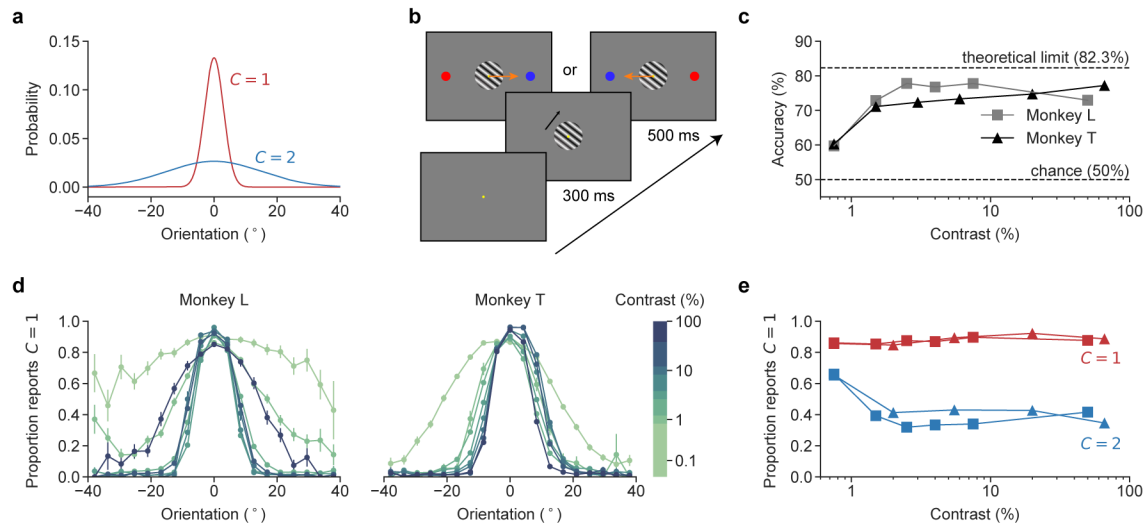 a
0.15
0.10
0.05
0.00
Probability
C = 1
C = 2
−40 −20 0 20 40
Orientation (°)
b
or
500 ms
300 ms
c
90
80
70
60
50
Accuracy (%)
theoretical limit (82.3%)
Monkey L
Monkey T
chance (50%)
1 10 100
Contrast (%)
d
Monkey L
1.0
0.8
0.6
0.4
0.2
0.0
Proportion reports C = 1
−40 −20 0 20 40
Orientation (°)
Monkey T
−40 −20 0 20 40
Orientation (°)
Contrast (%)
100
10
1
0.1
e
1.0
0.8
0.6
0.4
0.2
0.0
Proportion reports C = 1
C = 1
C = 2
1 10 100
Contrast (%)